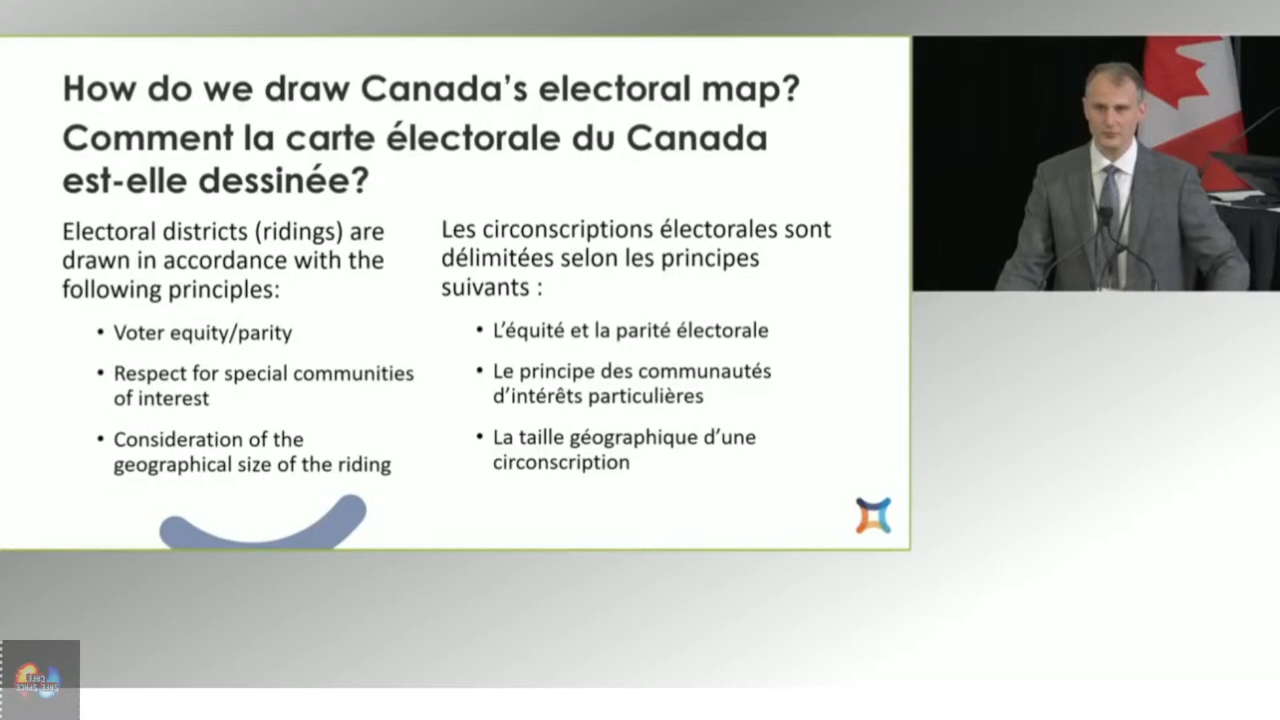 How do we draw Canada's electoral map?
Comment la carte électorale du Canada
est-elle dessinée?
Electoral districts (ridings) are
drawn in accordance with the
following principles:
• Voter equity/parity
• Respect for special communities
of interest
• Consideration of the
geographical size of the riding
Les circonscriptions électorales sont
délimitées selon les principes
suivants :
• L'équité et la parité électorale
• Le principe des communautés
d'intérêts particulières
• La taille géographique d'une
circonscription
SAFE SPACE
CAFE